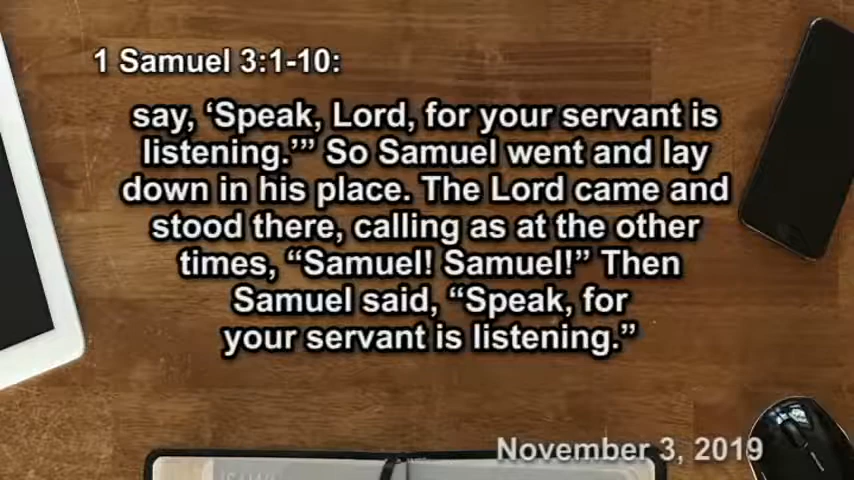 1 Samuel 3:1-10:
say, ‘Speak, Lord, for your servant is
listening.’” So Samuel went and lay
down in his place. The Lord came and
stood there, calling as at the other
times, “Samuel! Samuel!” Then
Samuel said, “Speak, for
your servant is listening.”
November 3, 2019